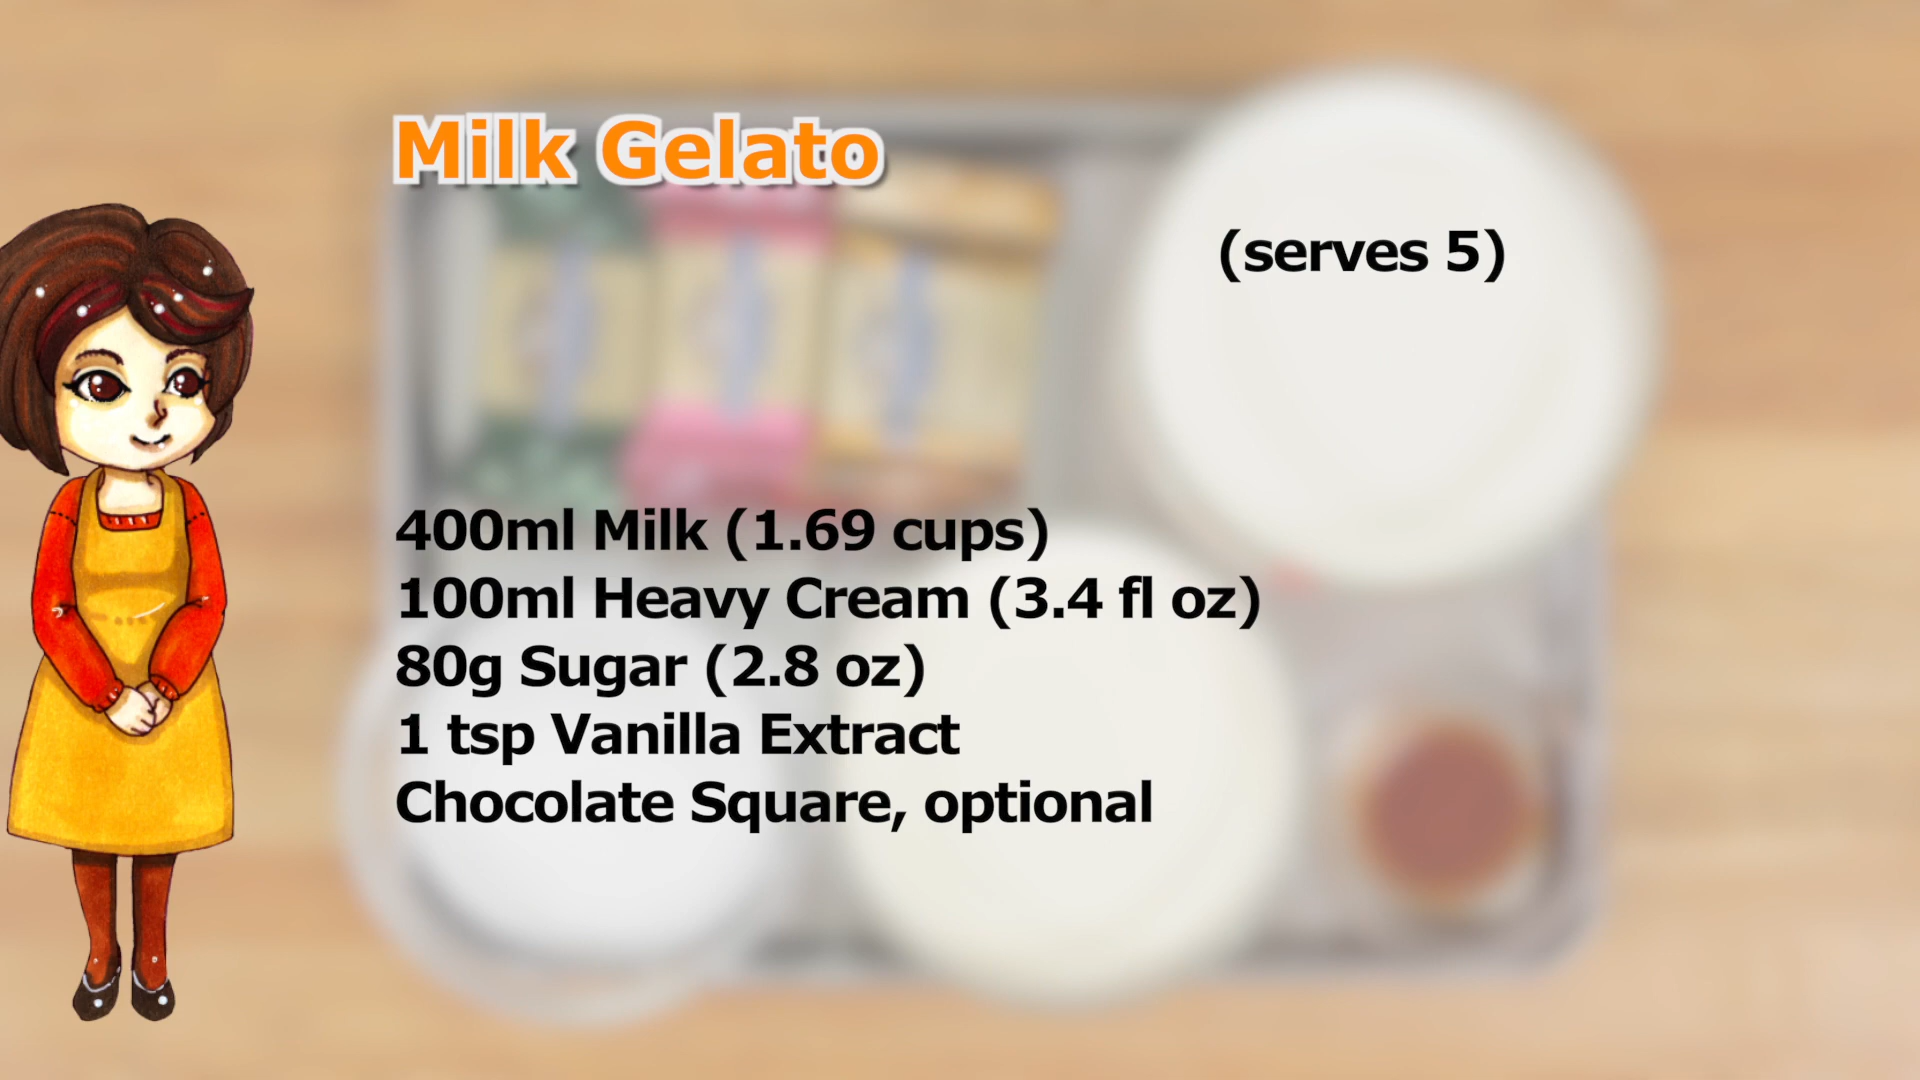 Milk Gelato
(serves 5)
400ml Milk (1.69 cups)
100ml Heavy Cream (3.4 fl oz)
80g Sugar (2.8 oz)
1 tsp Vanilla Extract
Chocolate Square, optional